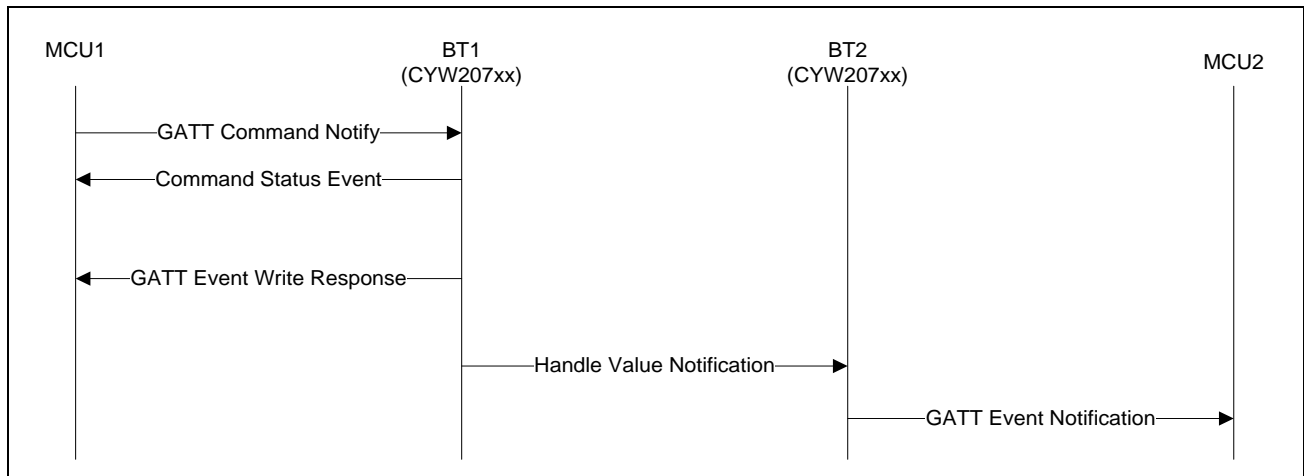 MCU1
BT1
(CYW207xx)
BT2
(CYW207xx)
MCU2
GATT Command Notify
Command Status Event
GATT Event Write Response
Handle Value Notification
GATT Event Notification